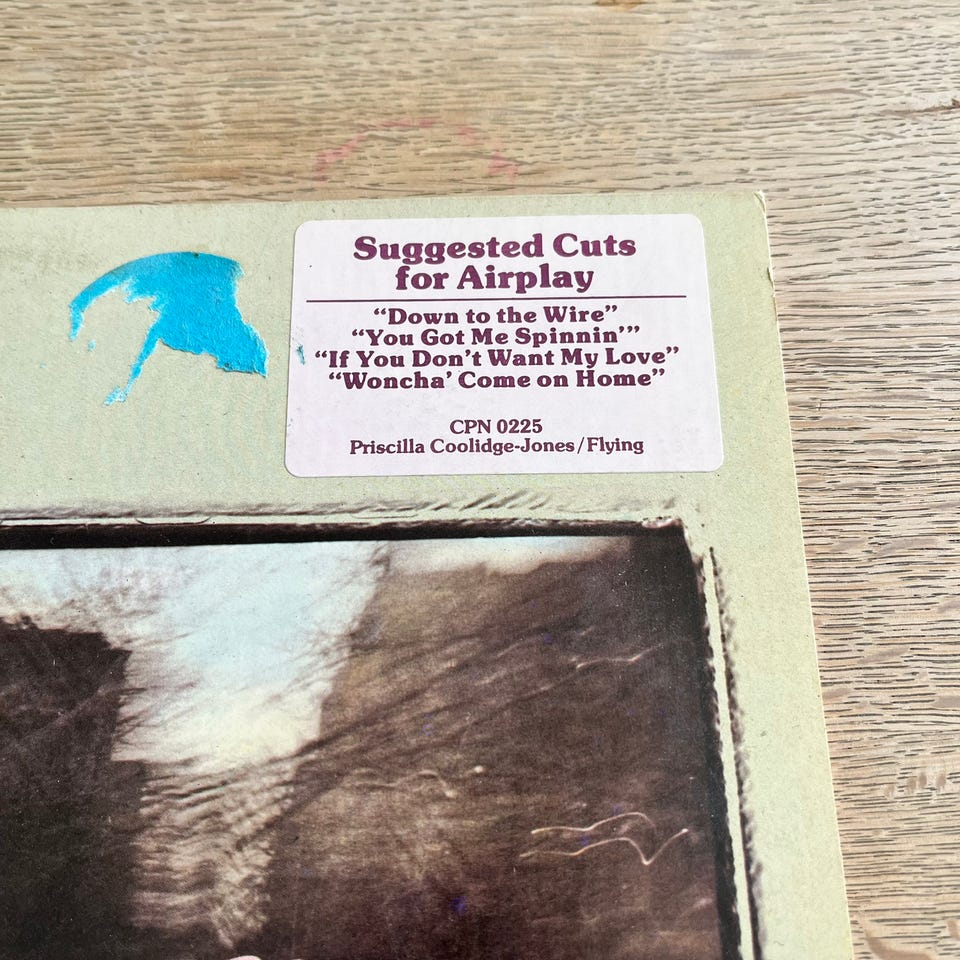 Suggested Cuts
for Airplay
“Down to the Wire”
“You Got Me Spinnin’”
“If You Don’t Want My Love”
“Woncha’ Come on Home”
CPN 0225
Priscilla Coolidge-Jones/Flying